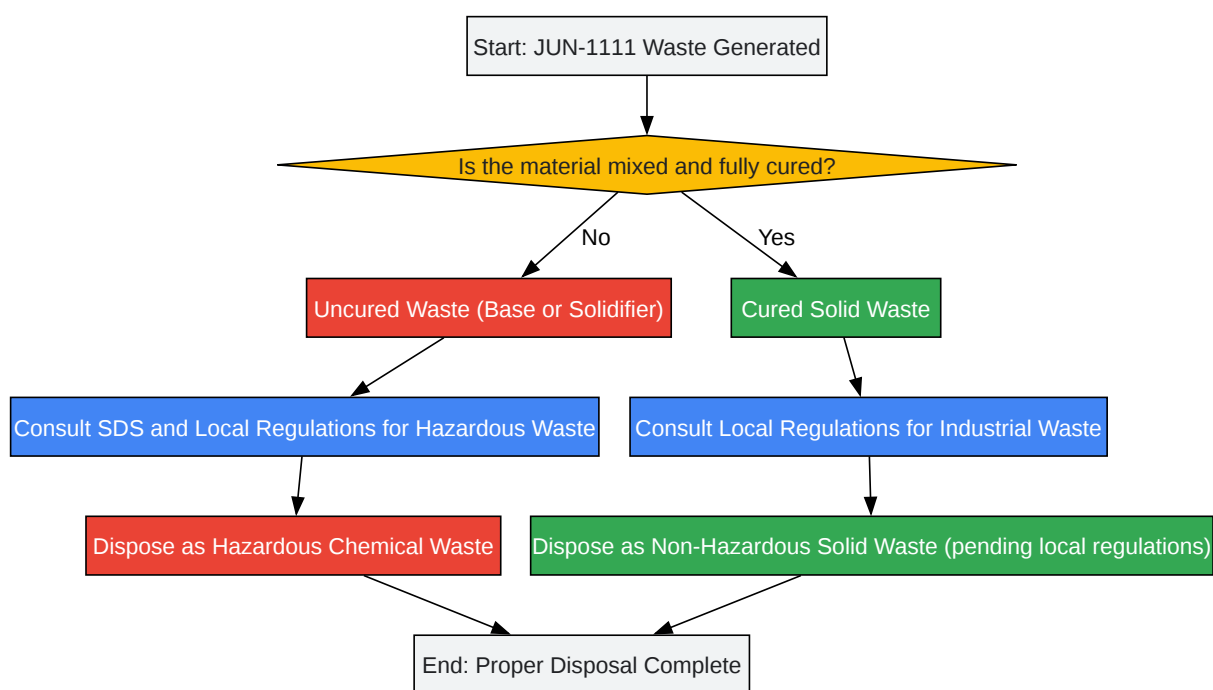 Start: JUN-1111 Waste Generated
Is the material mixed and fully cured?
No
Yes
Uncured Waste (Base or Solidifier)
Cured Solid Waste
Consult SDS and Local Regulations for Hazardous Waste
Consult Local Regulations for Industrial Waste
Dispose as Hazardous Chemical Waste
Dispose as Non-Hazardous Solid Waste (pending local regulations)
End: Proper Disposal Complete